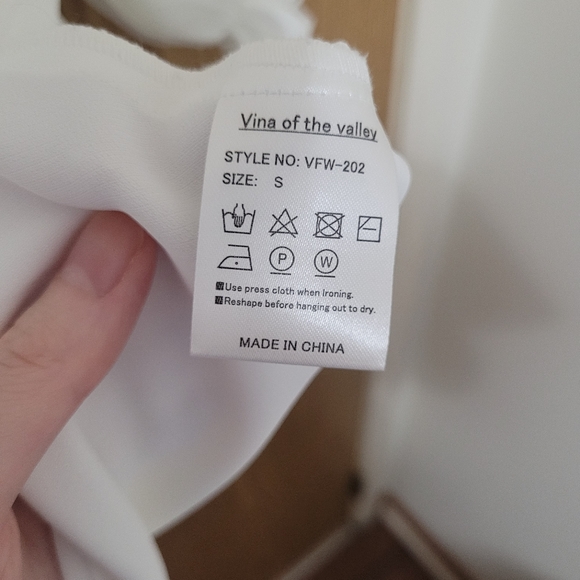 Vina of the valley
STYLE NO: VFW-202
SIZE: S
P W
Use press cloth when ironing.
Reshape before hanging out to dry.
MADE IN CHINA